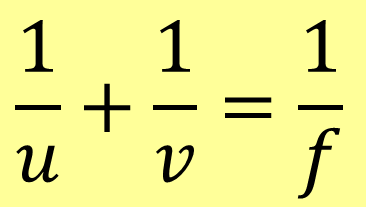 1/u + 1/v = 1/f